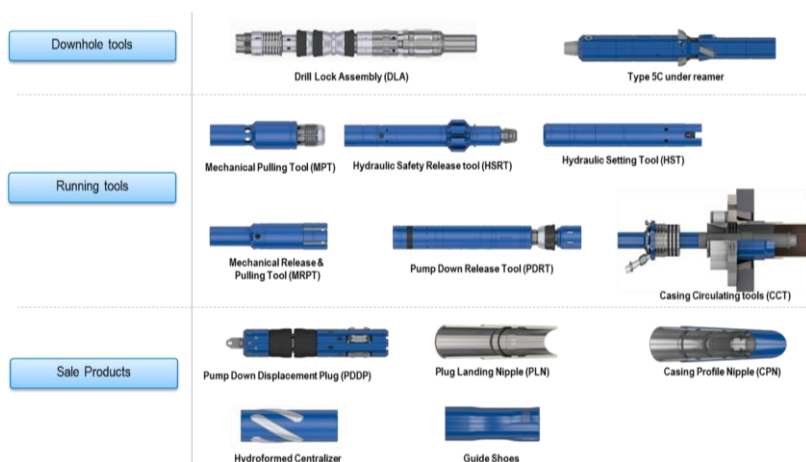 Downhole tools
Drill Lock Assembly (DLA)
Type 5C under reamer
Running tools
Mechanical Pulling Tool (MPT)
Hydraulic Safety Release tool (HSRT)
Hydraulic Setting Tool (HST)
Mechanical Release &
Pulling Tool (MRPT)
Pump Down Release Tool (PDRT)
Casing Circulating tools (CCT)
Sale Products
Pump Down Displacement Plug (PDDP)
Plug Landing Nipple (PLN)
Casing Profile Nipple (CPN)
Hydroformed Centralizer
Guide Shoes